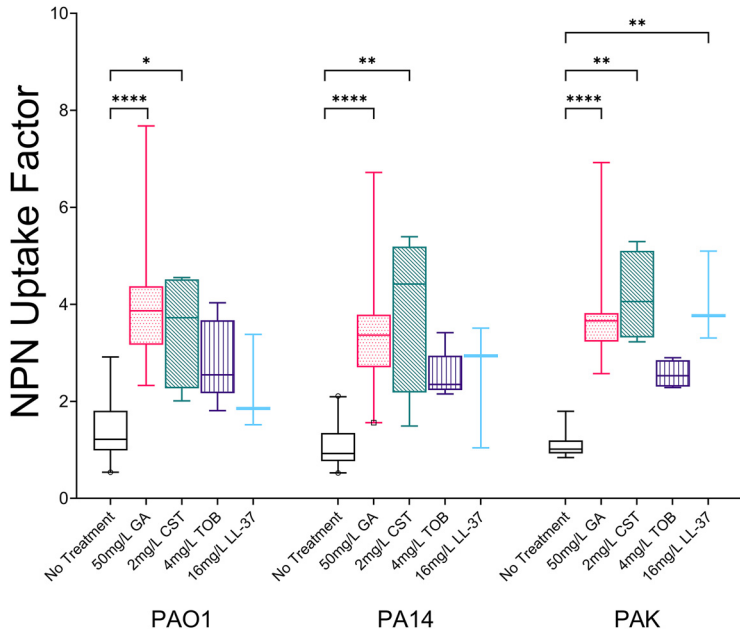 NPN Uptake Factor
10
8
6
4
2
0
*
****
**
****
**
**
****
No Treatment
50mg/L GA
2mg/L CST
4mg/L TOB
16mg/L LL-37
No Treatment
50mg/L GA
2mg/L CST
4mg/L TOB
16mg/L LL-37
No Treatment
50mg/L GA
2mg/L CST
4mg/L TOB
16mg/L LL-37
PAO1
PA14
PAK